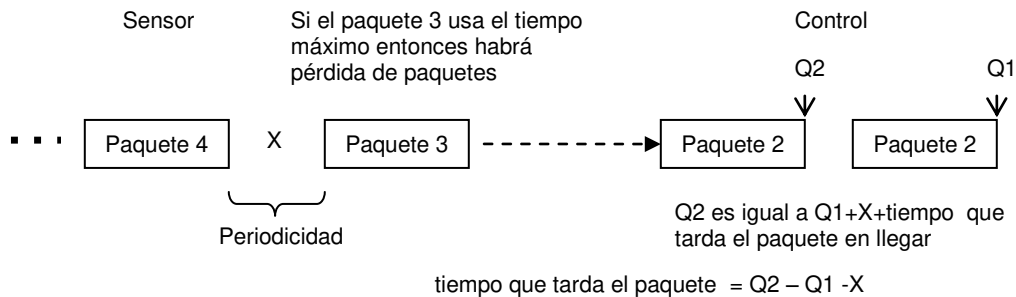 Sensor
Si el paquete 3 usa el tiempo
máximo entonces habrá
pérdida de paquetes
Control
Q2
Q1
Paquete 4
X
Paquete 3
Paquete 2
Paquete 2
Periodicidad
Q2 es igual a Q1+X+tiempo que
tarda el paquete en llegar
tiempo que tarda el paquete = Q2 – Q1 -X